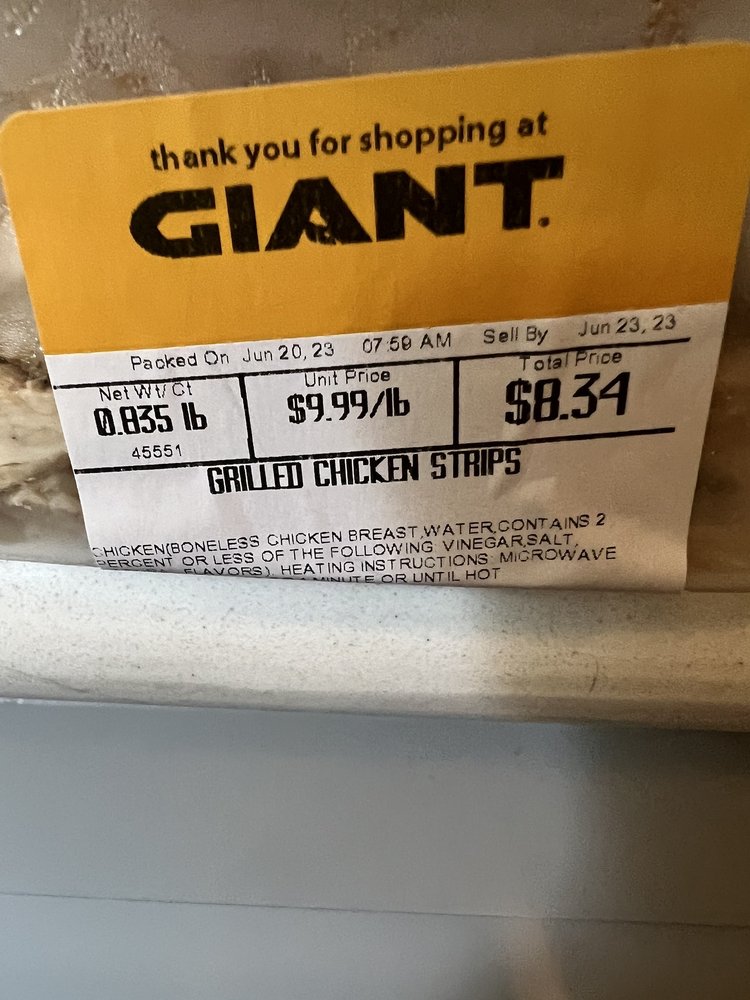 thank you for shopping at
GIANT.
Packed On Jun 20, 23 07:59 AM Sell By Jun 23, 23
Net Wt/Ct Unit Price Total Price
0.835 lb $9.99/lb $8.34
45551
GRILLED CHICKEN STRIPS
CHICKEN(BONELESS CHICKEN BREAST,WATER,CONTAINS 2
PERCENT OR LESS OF THE FOLLOWING VINEGAR,SALT,
FLAVORS). HEATING INSTRUCTIONS: MICROWAVE
MINUTE OR UNTIL HOT